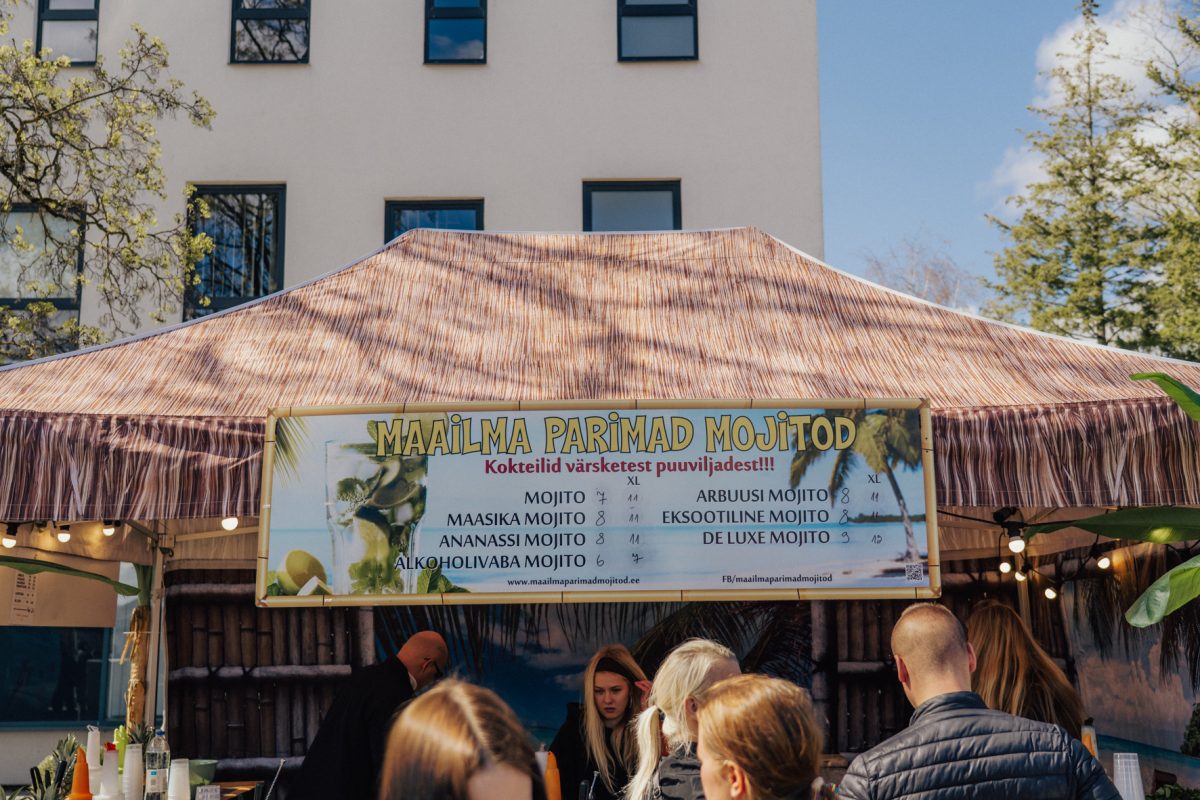 MAAILMA PARIMAD MOJITOD
Kokteilid värsketest puuviljadest!!!
XL
MOJITO 7 11
MAASIKA MOJITO 8 11
ANANASSI MOJITO 8 11
ALKOHOLIVABA MOJITO 6 7
XL
ARBUUSI MOJITO 8 11
EKSOOTILINE MOJITO 8 11
DE LUXE MOJITO 9
www.maailmaparimadmojitod.ee
FB/maailmaparimadmojitod